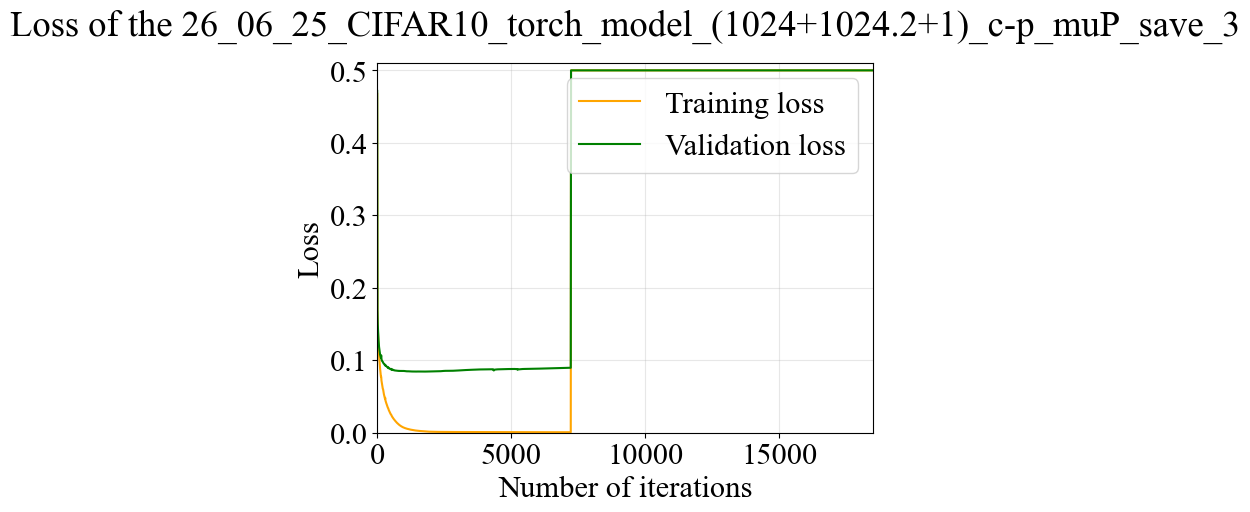 Loss of the 26_06_25_CIFAR10_torch_model_(1024+1024.2+1)_c-p_muP_save_3
0.5
Training loss
Validation loss
0.4
0.3
Loss
0.2
0.1
0.0
0 5000 10000 15000
Number of iterations